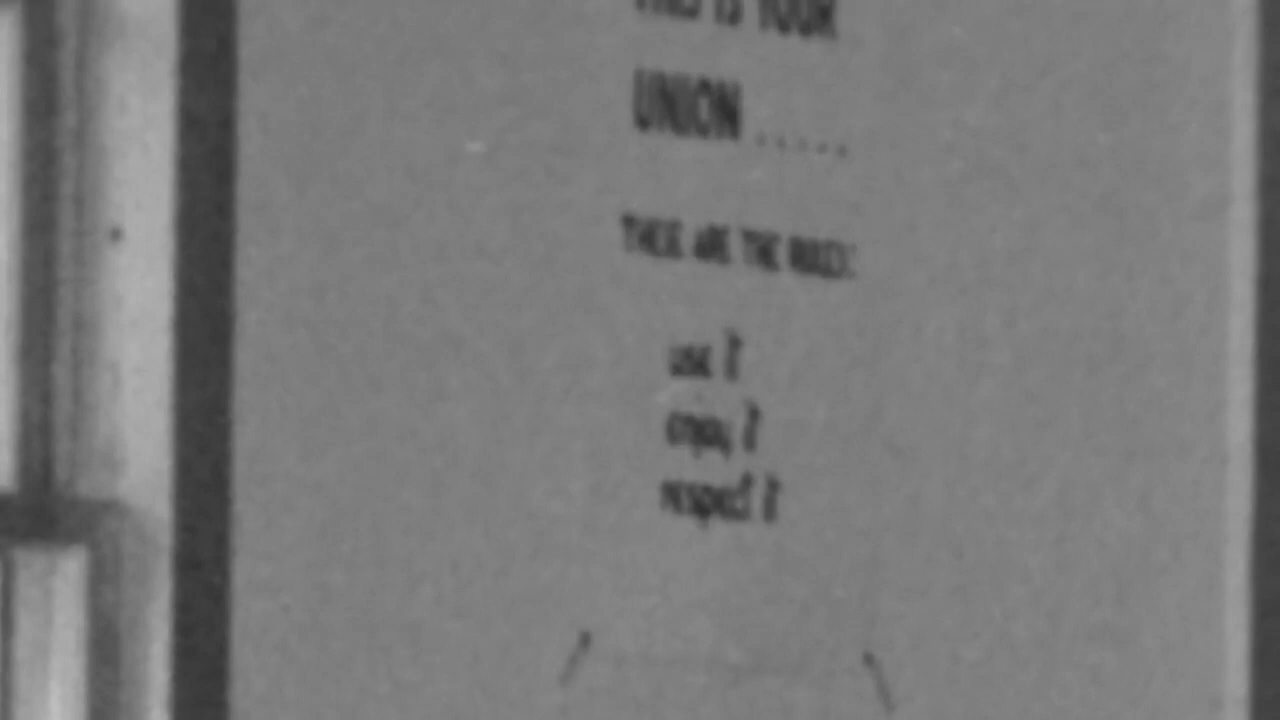 THIS IS YOUR
UNION .....
THESE ARE THE RULES:
use it
enjoy it
respect it